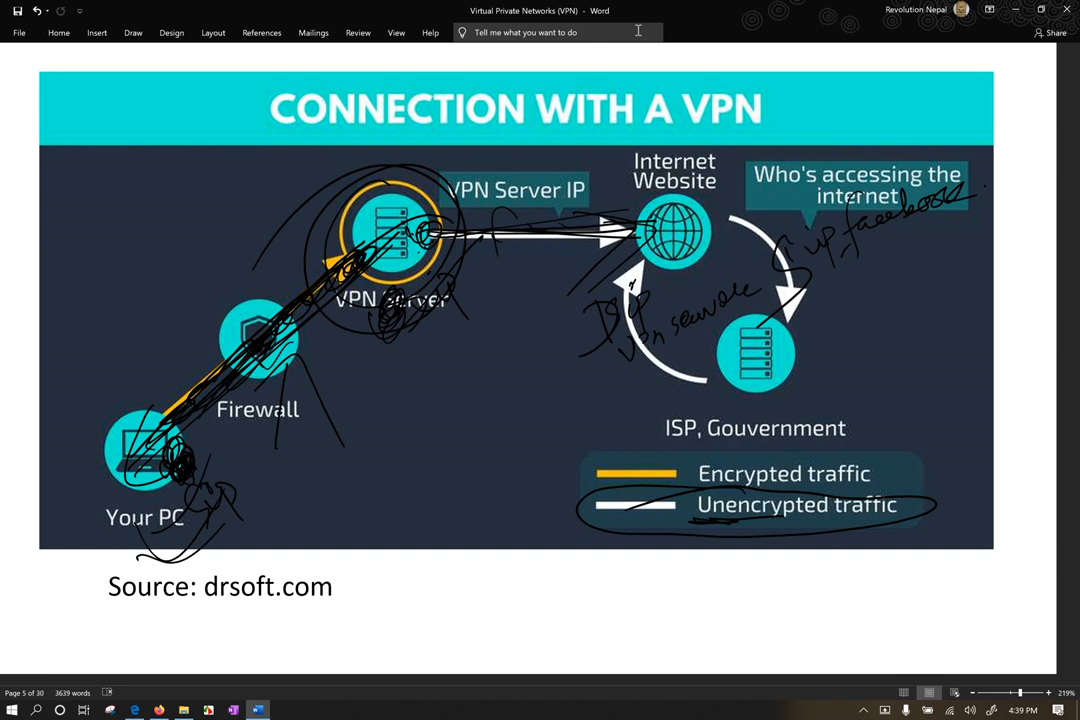 Virtual Private Networks (VPN) - Word
Revolution Nepal
File Home Insert Draw Design Layout References Mailings Review View Help Tell me what you want to do Share
CONNECTION WITH A VPN
Internet
Website
VPN Server IP
Who's accessing the
internet
facebook
VPN Server
vpn
Firewall
ISP, Gouvernment
Encrypted traffic
Unencrypted traffic
Your PC
Source: drsoft.com
Page 5 of 30 3639 words 219%
4:39 PM